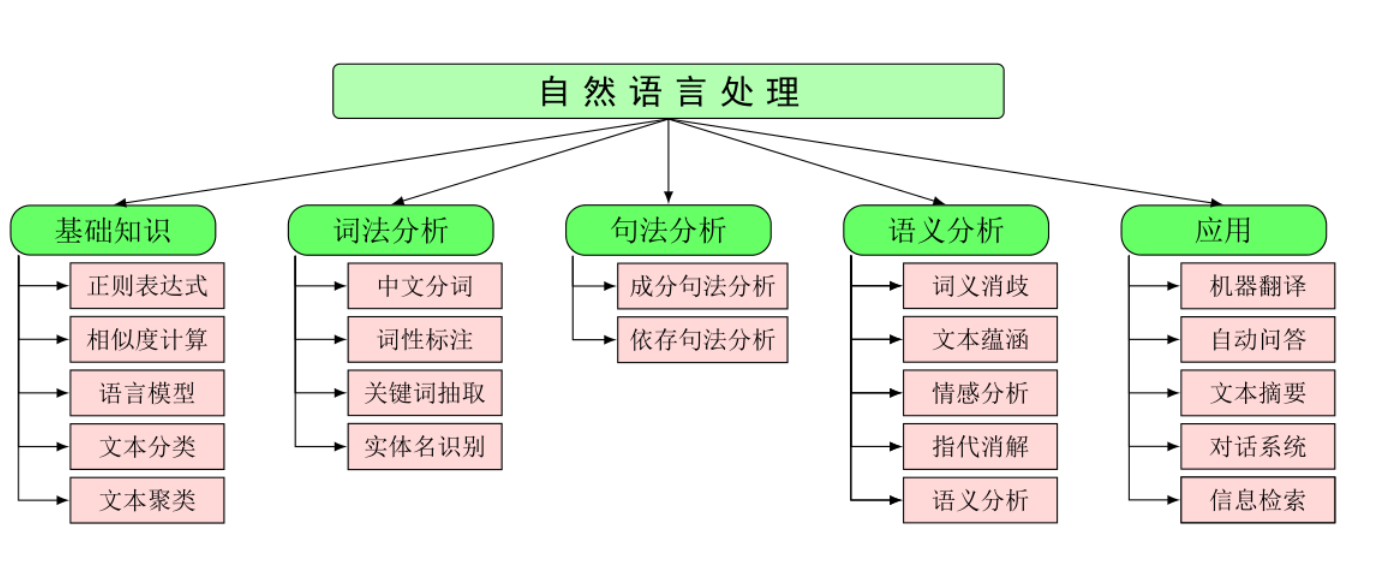 自然语言处理
基础知识
正则表达式
相似度计算
语言模型
文本分类
文本聚类
词法分析
中文分词
词性标注
关键词抽取
实体名识别
句法分析
成分句法分析
依存句法分析
语义分析
词义消歧
文本蕴涵
情感分析
指代消解
语义分析
应用
机器翻译
自动问答
文本摘要
对话系统
信息检索